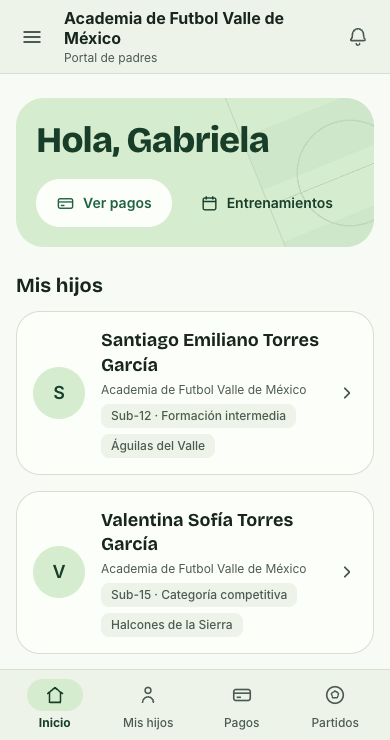 Academia de Futbol Valle de
México
Portal de padres
Hola, Gabriela
Ver pagos
Entrenamientos
Mis hijos
S
Santiago Emiliano Torres
García
Academia de Futbol Valle de México
Sub-12 · Formación intermedia
Águilas del Valle
V
Valentina Sofía Torres
García
Academia de Futbol Valle de México
Sub-15 · Categoría competitiva
Halcones de la Sierra
Inicio
Mis hijos
Pagos
Partidos